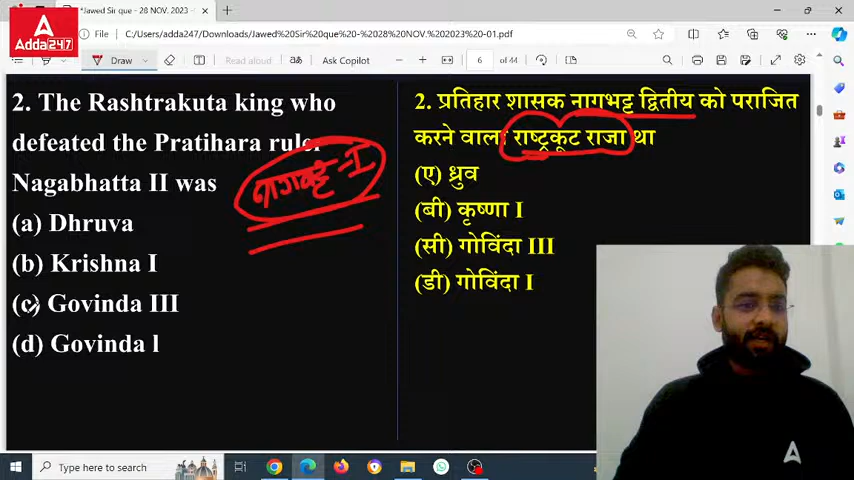 *Jawed Sir que - 28 NOV. 2023 -
Adda247
C:/Users/adda247/Downloads/Jawed%20Sir%20que%20-%2028%20NOV.%202023%20-01.pdf
Draw
Read aloud
Ask Copilot
6
of 44
2. The Rashtrakuta king who
defeated the Pratihara ruler
Nagabhatta II was
(a) Dhruva
(b) Krishna I
(c) Govinda III
(d) Govinda l
नागभट्ट-I
2. प्रतिहार शासक नागभट्ट द्वितीय को पराजित
करने वाला राष्ट्रकूट राजा था
(ए) ध्रुव
(बी) कृष्णा I
(सी) गोविंदा III
(डी) गोविंदा I
Type here to search